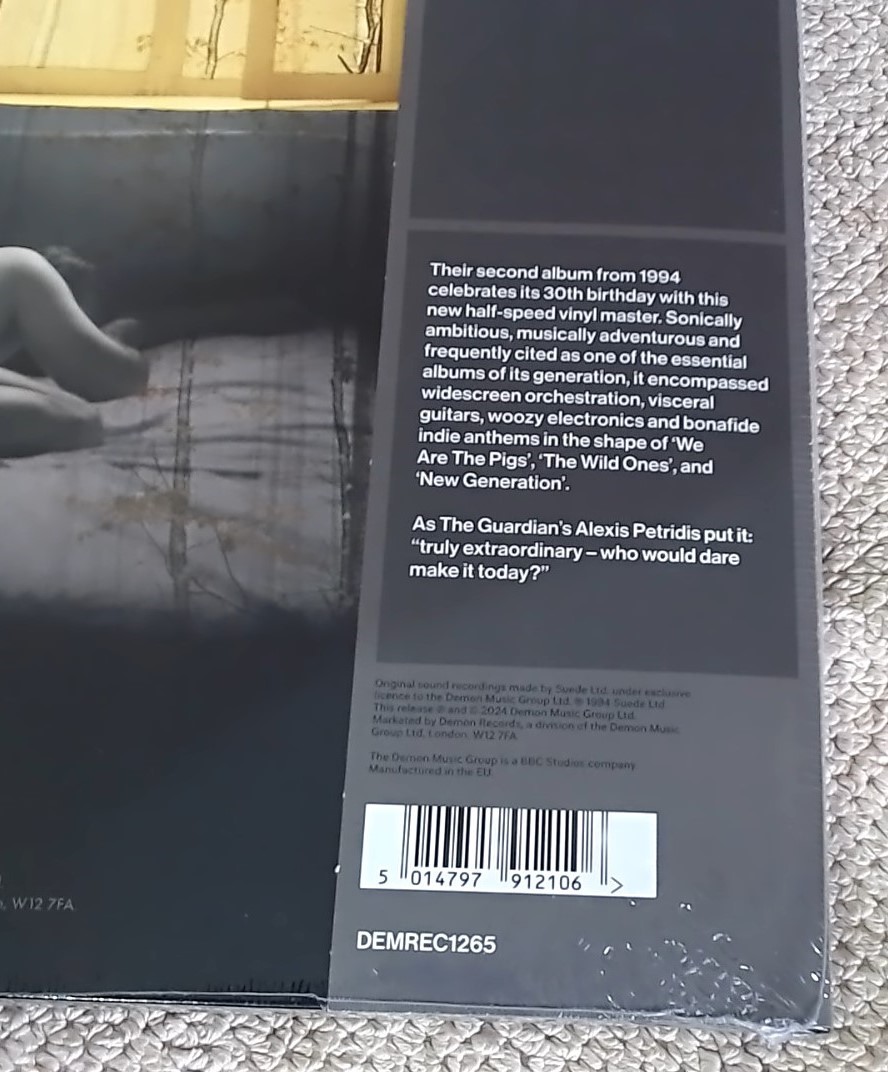 Their second album from 1994
celebrates its 30th birthday with this
new half-speed vinyl master. Sonically
ambitious, musically adventurous and
frequently cited as one of the essential
albums of its generation, it encompassed
widescreen orchestration, visceral
guitars, woozy electronics and bonafide
indie anthems in the shape of ‘We
Are The Pigs’, ‘The Wild Ones’, and
‘New Generation’.
As The Guardian’s Alexis Petridis put it:
“truly extraordinary – who would dare
make it today?”
Original sound recordings made by Suede Ltd. under exclusive
licence to the Demon Music Group Ltd. ℗ 1994 Suede Ltd.
This release ℗ and © 2024 Demon Music Group Ltd.
Marketed by Demon Records, a division of the Demon Music
Group Ltd, London. W12 7FA
The Demon Music Group is a BBC Studios company.
Manufactured in the EU.
5 014797 912106 >
W12 7FA
DEMREC1265